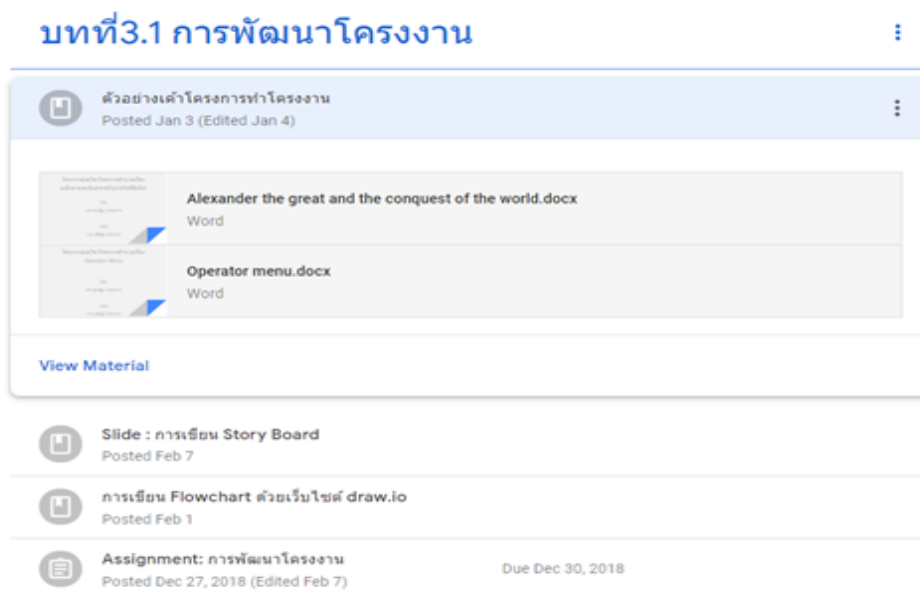 บทที่3.1 การพัฒนาโครงงาน
ตัวอย่างเค้าโครงการทำโครงงาน
Posted Jan 3 (Edited Jan 4)
Alexander the great and the conquest of the world.docx
Word
Operator menu.docx
Word
View Material
Slide : การเขียน Story Board
Posted Feb 7
การเขียน Flowchart ด้วยเว็บไซต์ draw.io
Posted Feb 1
Assignment: การพัฒนาโครงงาน
Due Dec 30, 2018
Posted Dec 27, 2018 (Edited Feb 7)